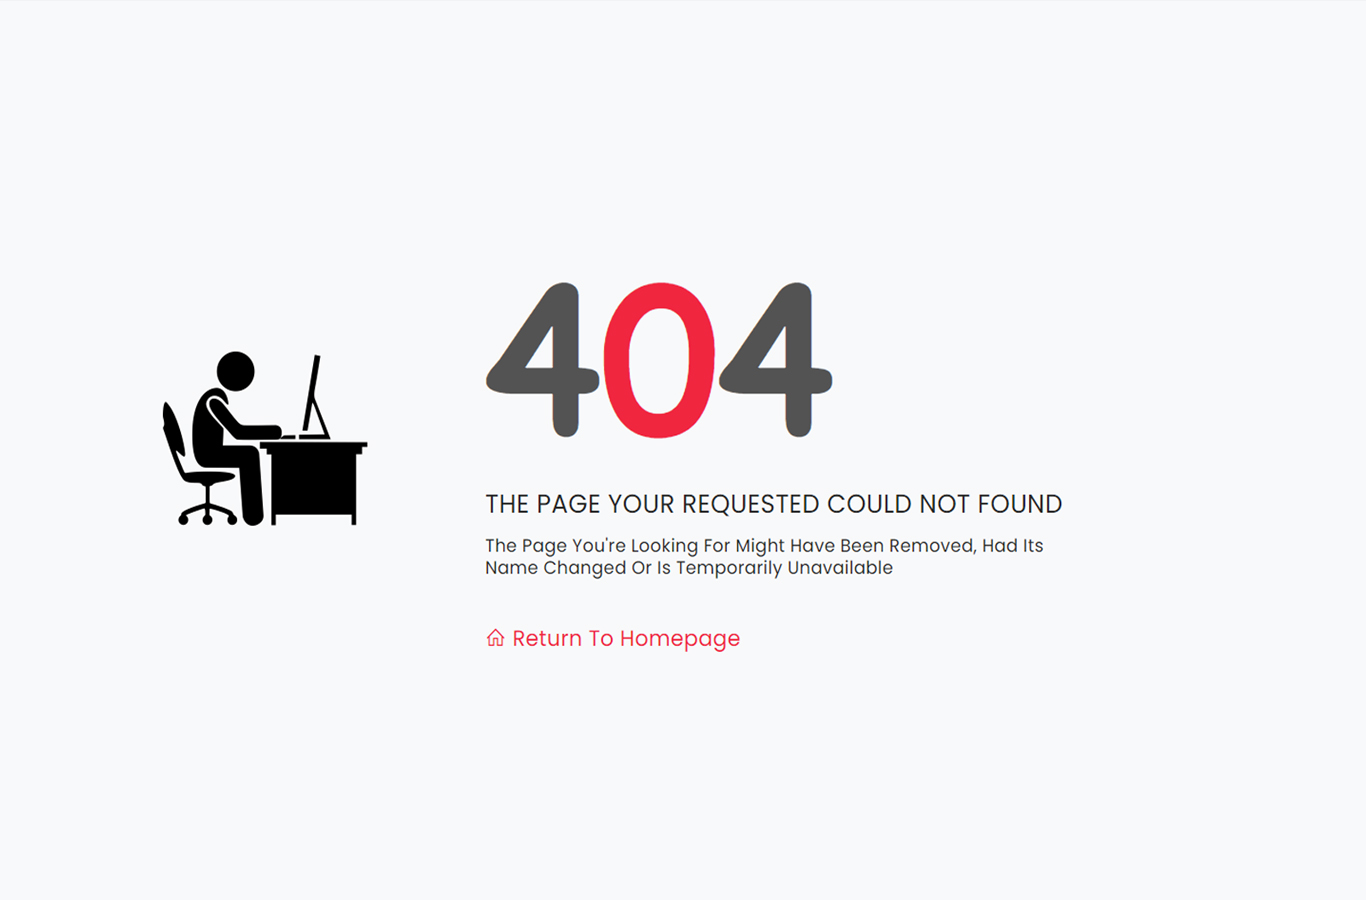 404
THE PAGE YOUR REQUESTED COULD NOT FOUND
The Page You're Looking For Might Have Been Removed, Had Its
Name Changed Or Is Temporarily Unavailable
Return To Homepage